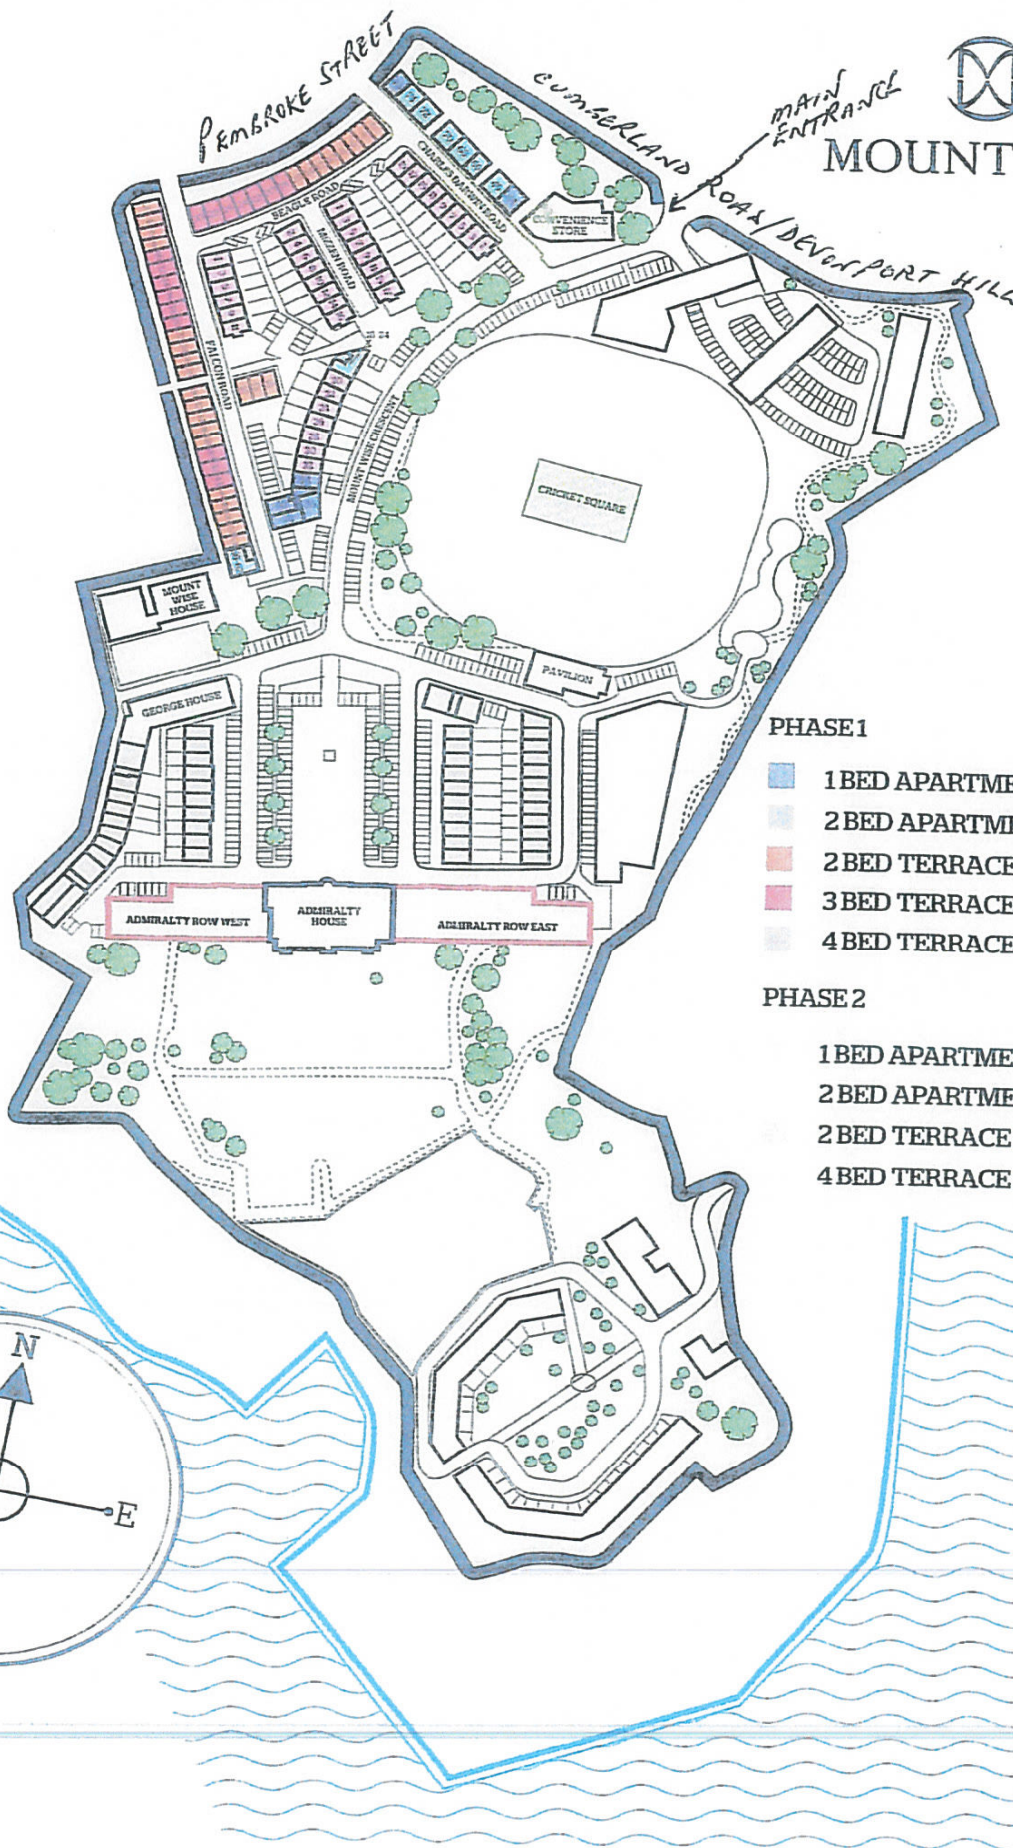 PEMBROKE STREET
CUMBERLAND ROAD/DEVONPORT HILL
MAIN
ENTRANCE
MOUNT
CHARLES DARWIN ROAD
CONVENIENCE
STORE
BEAGLE ROAD
MIZZEN ROAD
FALCON ROAD
MOUNT WISE CRESCENT
CRICKET SQUARE
MOUNT
WISE
HOUSE
PAVILION
GEORGE HOUSE
ADMIRALTY ROW WEST
ADMIRALTY
HOUSE
ADMIRALTY ROW EAST
PHASE 1
1 BED APARTME
2 BED APARTME
2 BED TERRACE
3 BED TERRACE
4 BED TERRACE
PHASE 2
1 BED APARTME
2 BED APARTME
2 BED TERRACE
4 BED TERRACE
N
E